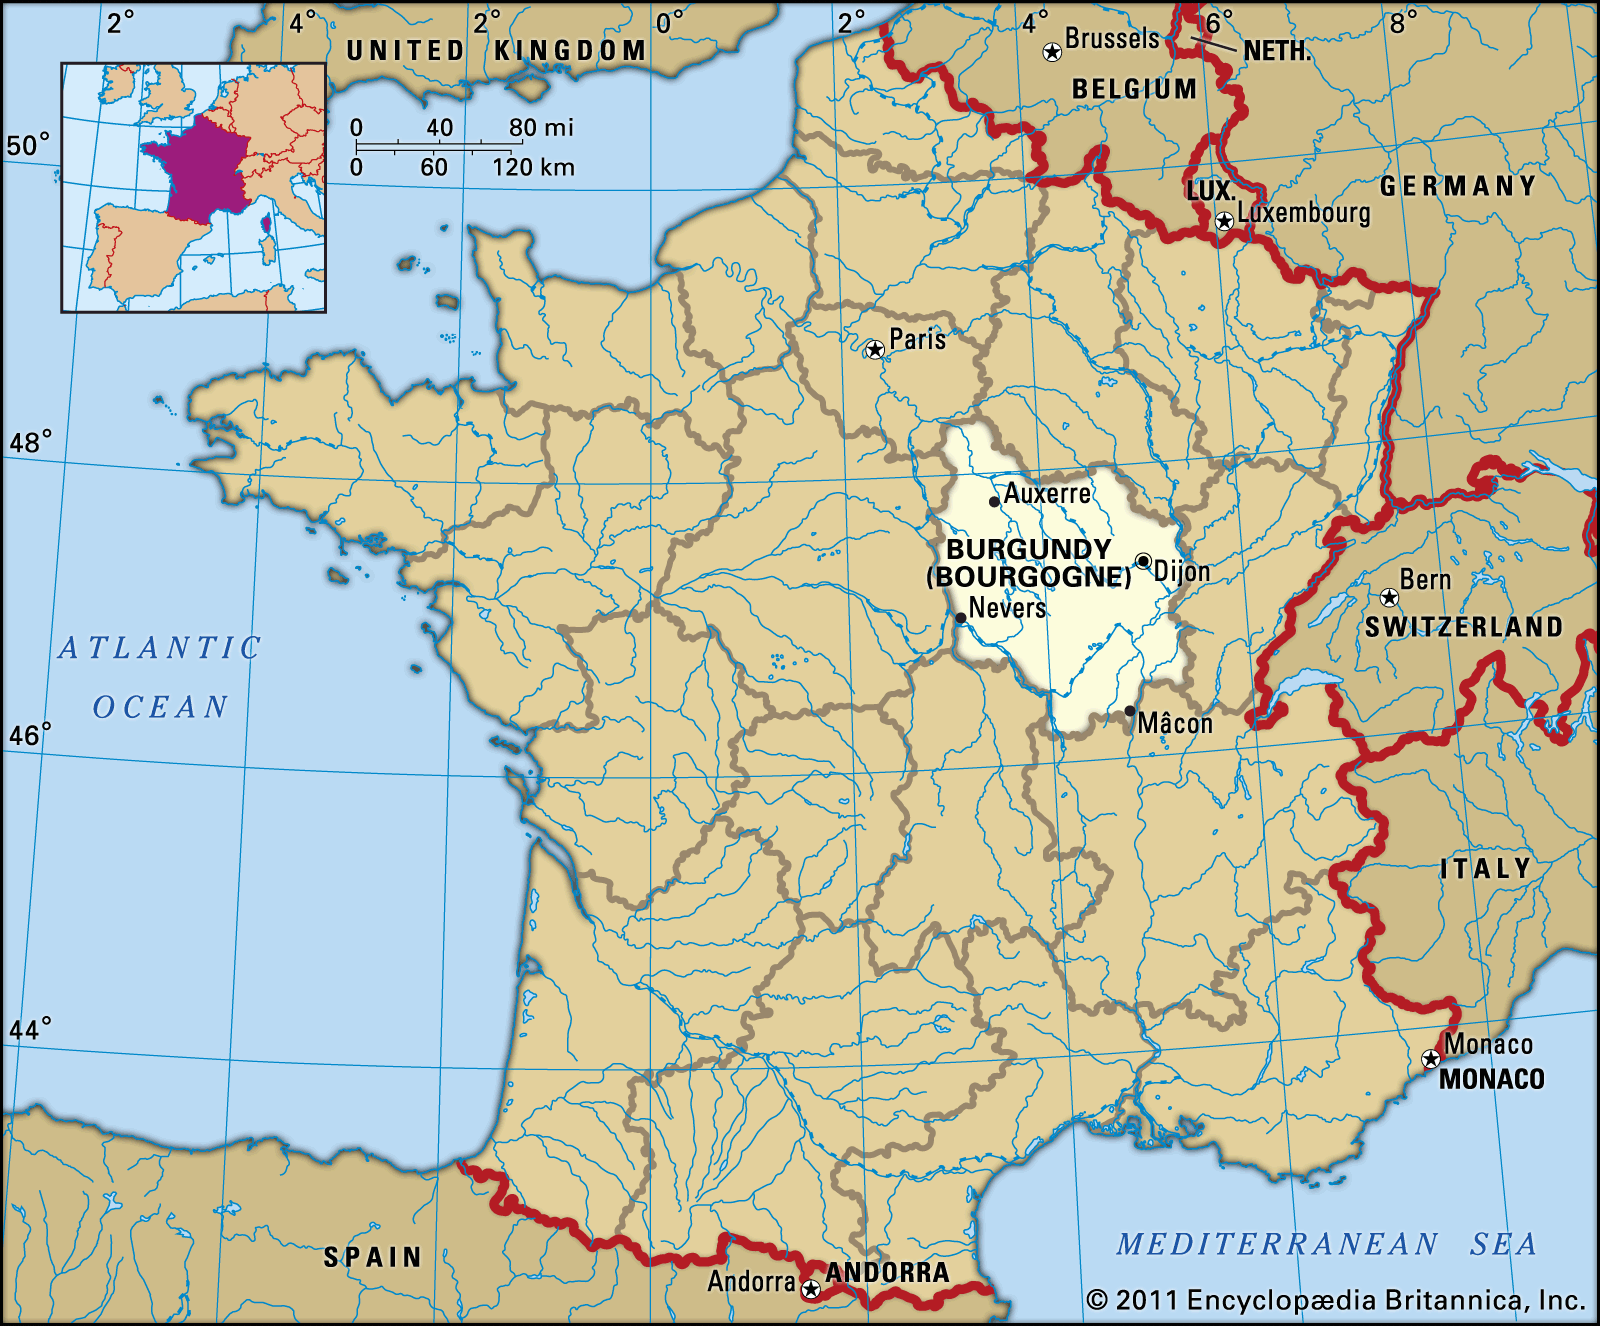 2° 4° 2° 0° 2° 4° 6° 8°
UNITED KINGDOM
Brussels
NETH.
BELGIUM
0 40 80 mi
0 60 120 km
50°
GERMANY
LUX.
Luxembourg
Paris
48°
Auxerre
BURGUNDY
(BOURGOGNE)
Dijon
Nevers
Bern
SWITZERLAND
ATLANTIC
OCEAN
Mâcon
46°
ITALY
44°
Monaco
MONACO
SPAIN
MEDITERRANEAN SEA
Andorra
ANDORRA
© 2011 Encyclopædia Britannica, Inc.